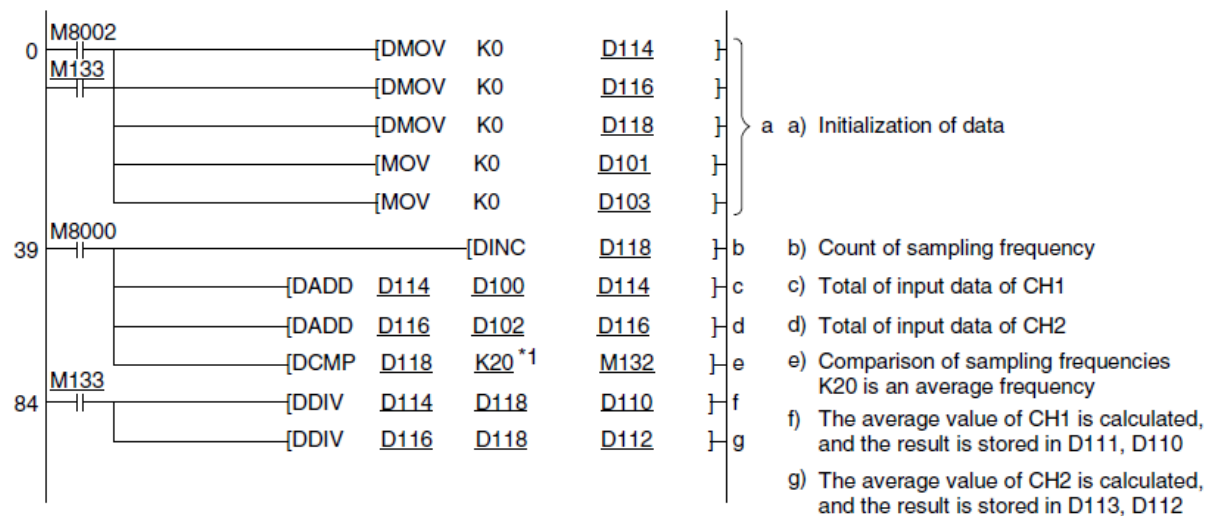 M8002
0 [DMOV K0 D114 ]
M133
[DMOV K0 D116 ]
[DMOV K0 D118 ] a a) Initialization of data
[MOV K0 D101 ]
[MOV K0 D103 ]
M8000
39 [DINC D118 ] b b) Count of sampling frequency
[DADD D114 D100 D114 ] c c) Total of input data of CH1
[DADD D116 D102 D116 ] d d) Total of input data of CH2
[DCMP D118 K20 *1 M132 ] e e) Comparison of sampling frequencies
K20 is an average frequency
M133
84 [DDIV D114 D118 D110 ] f f) The average value of CH1 is calculated,
and the result is stored in D111, D110
[DDIV D116 D118 D112 ] g g) The average value of CH2 is calculated,
and the result is stored in D113, D112